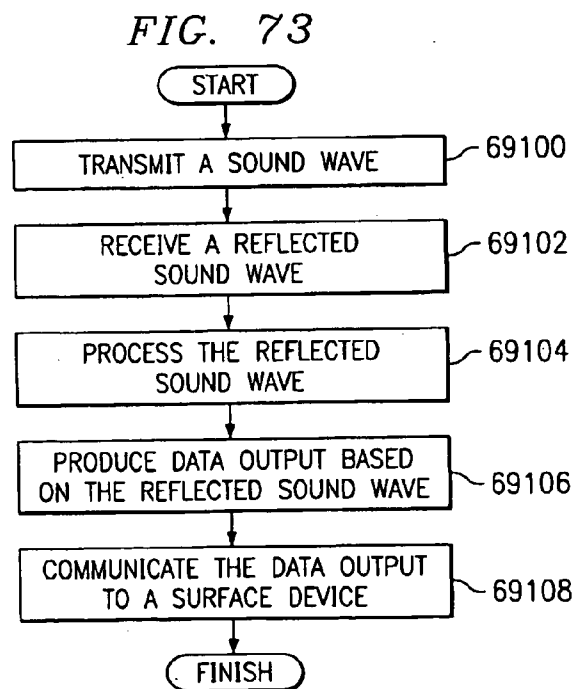 FIG. 73
START
TRANSMIT A SOUND WAVE
69100
RECEIVE A REFLECTED
SOUND WAVE
69102
PROCESS THE REFLECTED
SOUND WAVE
69104
PRODUCE DATA OUTPUT BASED
ON THE REFLECTED SOUND WAVE
69106
COMMUNICATE THE DATA OUTPUT
TO A SURFACE DEVICE
69108
FINISH